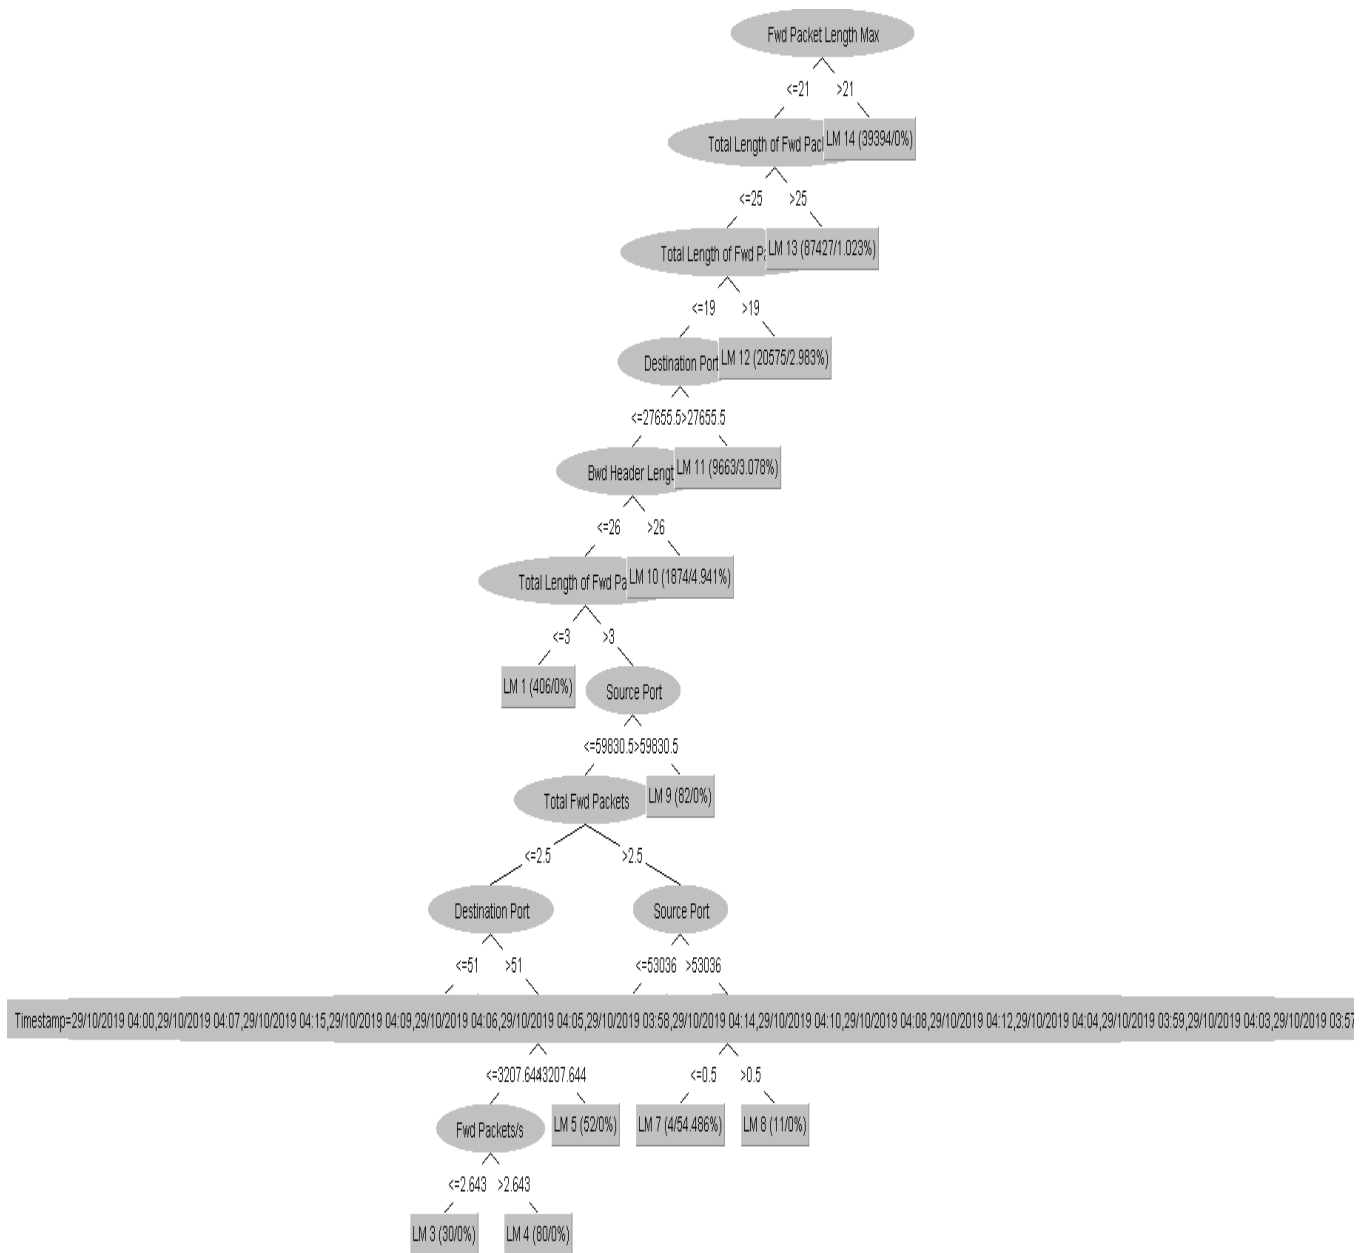 Fwd Packet Length Max
<=21 >21
Total Length of Fwd Pac
LM 14 (39394/0%)
<=25 >25
Total Length of Fwd Pa
LM 13 (87427/1.023%)
<=19 >19
Destination Port
LM 12 (20575/2.983%)
<=27655.5>27655.5
Bwd Header Lengt
LM 11 (9663/3.078%)
<=26 >26
Total Length of Fwd Pa
LM 10 (1874/4.941%)
<=3 >3
LM 1 (406/0%)
Source Port
<=59830.5>59830.5
Total Fwd Packets
LM 9 (82/0%)
<=2.5 >2.5
Destination Port
Source Port
<=51 >51
<=53036 >53036
Timestamp=29/10/2019 04:00,29/10/2019 04:07,29/10/2019 04:15,29/10/2019 04:09,29/10/2019 04:06,29/10/2019 04:05,29/10/2019 03:58,29/10/2019 04:14,29/10/2019 04:10,29/10/2019 04:08,29/10/2019 04:12,29/10/2019 04:04,29/10/2019 03:59,29/10/2019 04:03,29/10/2019 03:57
<=3207.644 3207.644
<=0.5 >0.5
Fwd Packets/s
LM 5 (52/0%)
LM 7 (4/54.486%)
LM 8 (11/0%)
<=2.643 >2.643
LM 3 (30/0%)
LM 4 (80/0%)